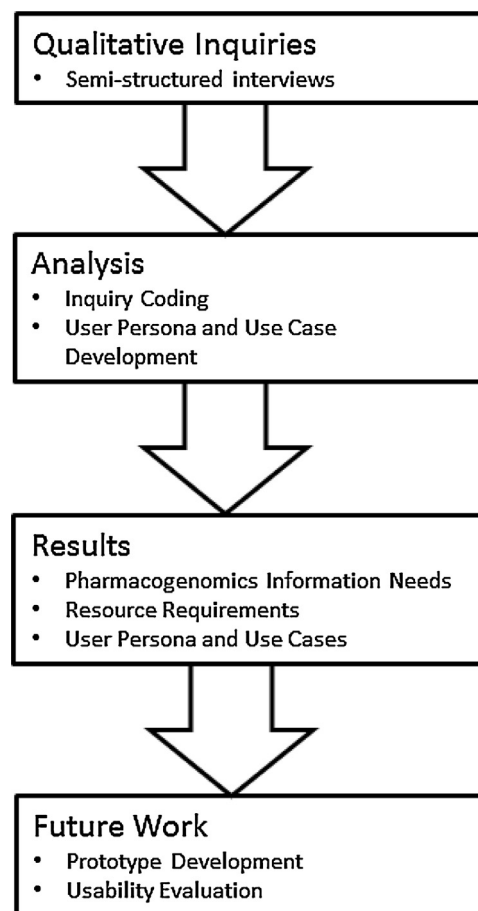 Qualitative Inquiries
• Semi-structured interviews
Analysis
• Inquiry Coding
• User Persona and Use Case
Development
Results
• Pharmacogenomics Information Needs
• Resource Requirements
• User Persona and Use Cases
Future Work
• Prototype Development
• Usability Evaluation